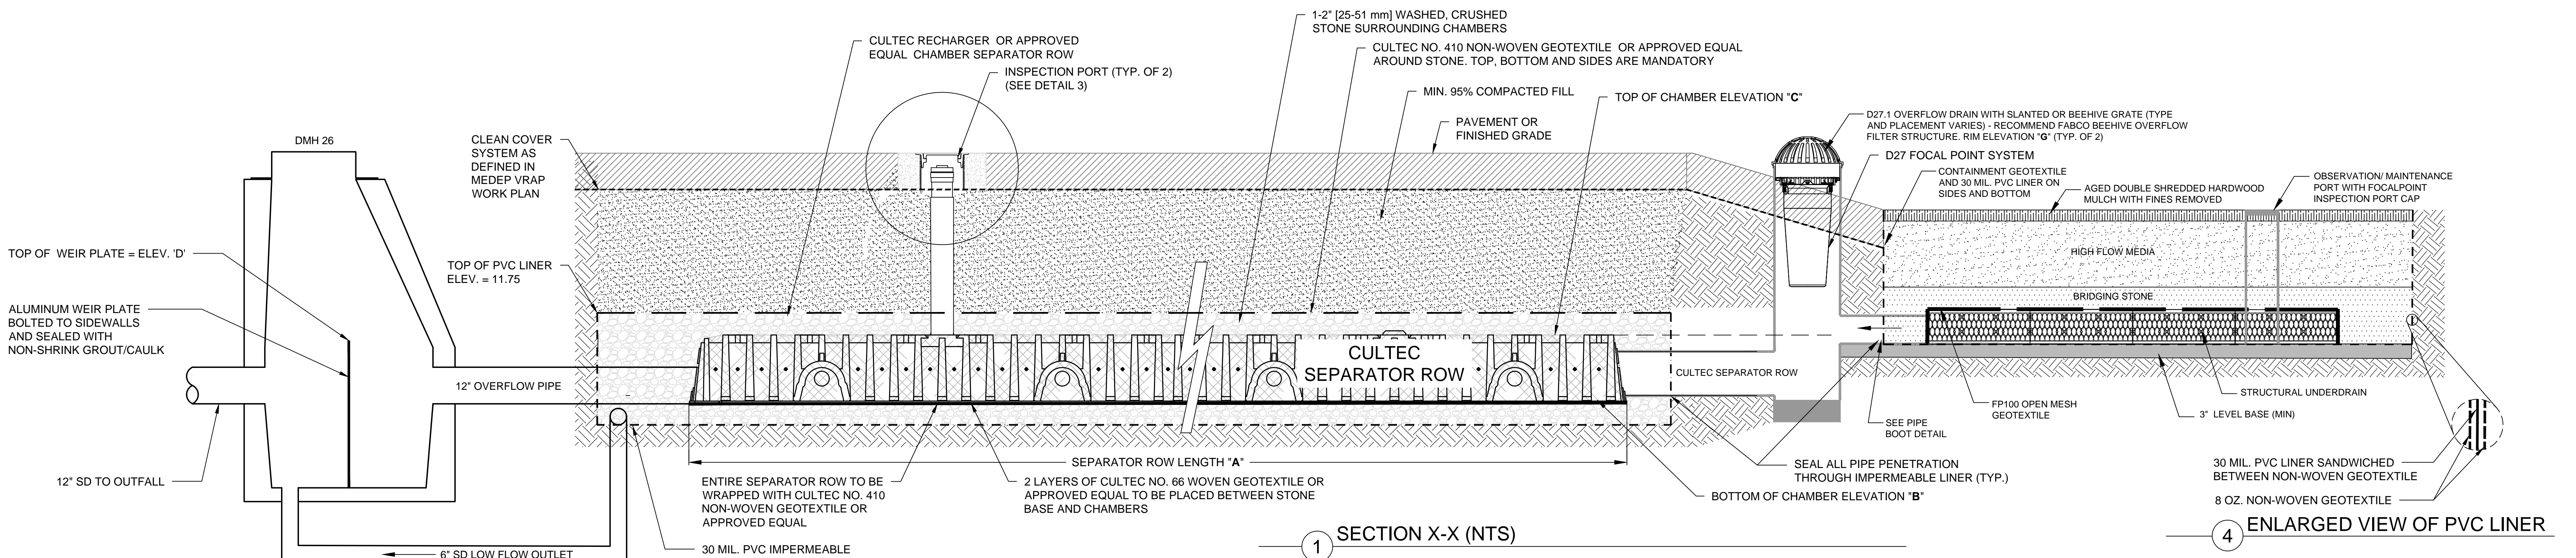 1-2" [25-51 mm] WASHED, CRUSHED
STONE SURROUNDING CHAMBERS
CULTEC RECHARGER OR APPROVED
EQUAL CHAMBER SEPARATOR ROW
CULTEC NO. 410 NON-WOVEN GEOTEXTILE OR APPROVED EQUAL
AROUND STONE. TOP, BOTTOM AND SIDES ARE MANDATORY
INSPECTION PORT (TYP. OF 2)
(SEE DETAIL 3)
MIN. 95% COMPACTED FILL
TOP OF CHAMBER ELEVATION "C"
PAVEMENT OR
FINISHED GRADE
D27.1 OVERFLOW DRAIN WITH SLANTED OR BEEHIVE GRATE (TYPE
AND PLACEMENT VARIES) - RECOMMEND FABCO BEEHIVE OVERFLOW
FILTER STRUCTURE. RIM ELEVATION "G" (TYP. OF 2)
D27 FOCAL POINT SYSTEM
CONTAINMENT GEOTEXTILE
AND 30 MIL. PVC LINER ON
SIDES AND BOTTOM
AGED DOUBLE SHREDDED HARDWOOD
MULCH WITH FINES REMOVED
OBSERVATION/ MAINTENANCE
PORT WITH FOCALPOINT
INSPECTION PORT CAP
DMH 26
CLEAN COVER
SYSTEM AS
DEFINED IN
MEDEP VRAP
WORK PLAN
TOP OF WEIR PLATE = ELEV. 'D'
TOP OF PVC LINER
ELEV. = 11.75
ALUMINUM WEIR PLATE
BOLTED TO SIDEWALLS
AND SEALED WITH
NON-SHRINK GROUT/CAULK
HIGH FLOW MEDIA
BRIDGING STONE
CULTEC
SEPARATOR ROW
12" OVERFLOW PIPE
CULTEC SEPARATOR ROW
STRUCTURAL UNDERDRAIN
FP100 OPEN MESH
GEOTEXTILE
3" LEVEL BASE (MIN)
SEE PIPE
BOOT DETAIL
SEPARATOR ROW LENGTH "A"
12" SD TO OUTFALL
ENTIRE SEPARATOR ROW TO BE
WRAPPED WITH CULTEC NO. 410
NON-WOVEN GEOTEXTILE OR
APPROVED EQUAL
2 LAYERS OF CULTEC NO. 66 WOVEN GEOTEXTILE OR
APPROVED EQUAL TO BE PLACED BETWEEN STONE
BASE AND CHAMBERS
SEAL ALL PIPE PENETRATION
THROUGH IMPERMEABLE LINER (TYP.)
BOTTOM OF CHAMBER ELEVATION "B"
30 MIL. PVC LINER SANDWICHED
BETWEEN NON-WOVEN GEOTEXTILE
8 OZ. NON-WOVEN GEOTEXTILE
6" SD LOW FLOW OUTLET
30 MIL. PVC IMPERMEABLE
1 SECTION X-X (NTS)
4 ENLARGED VIEW OF PVC LINER